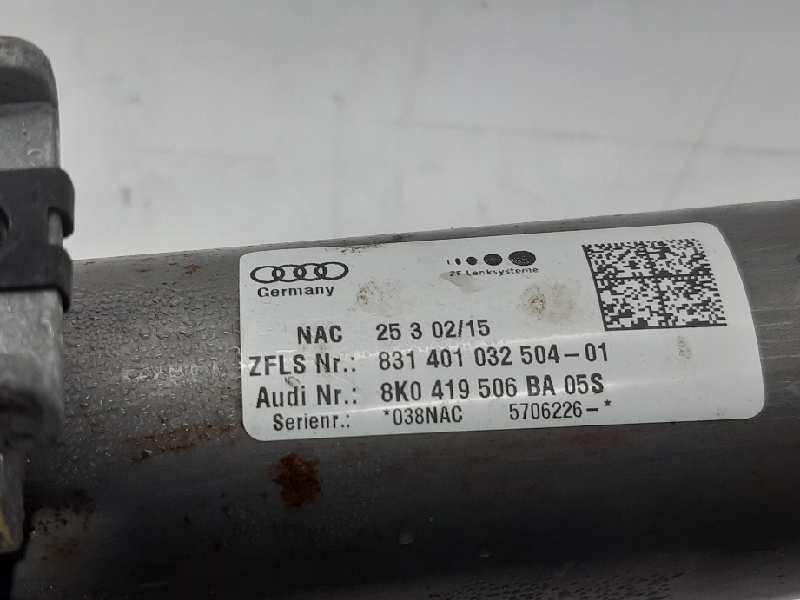 Germany
ZF Lenksysteme
NAC 25 3 02/15
ZFLS Nr.: 831 401 032 504-01
Audi Nr.: 8K0 419 506 BA 05S
Serienr.: *038NAC 5706226-*